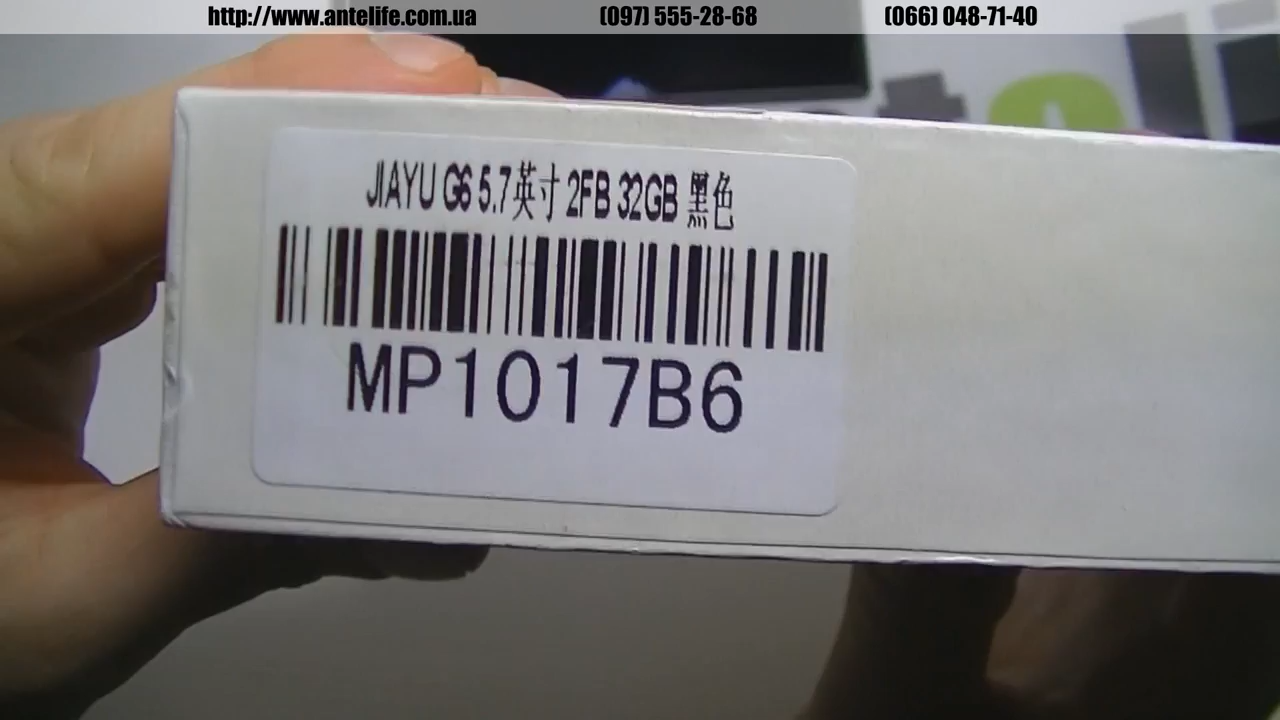 http://www.antelife.com.ua (097) 555-28-68 (066) 048-71-40
JIAYU G6 5.7英寸 2FB 32GB 黑色
MP1017B6